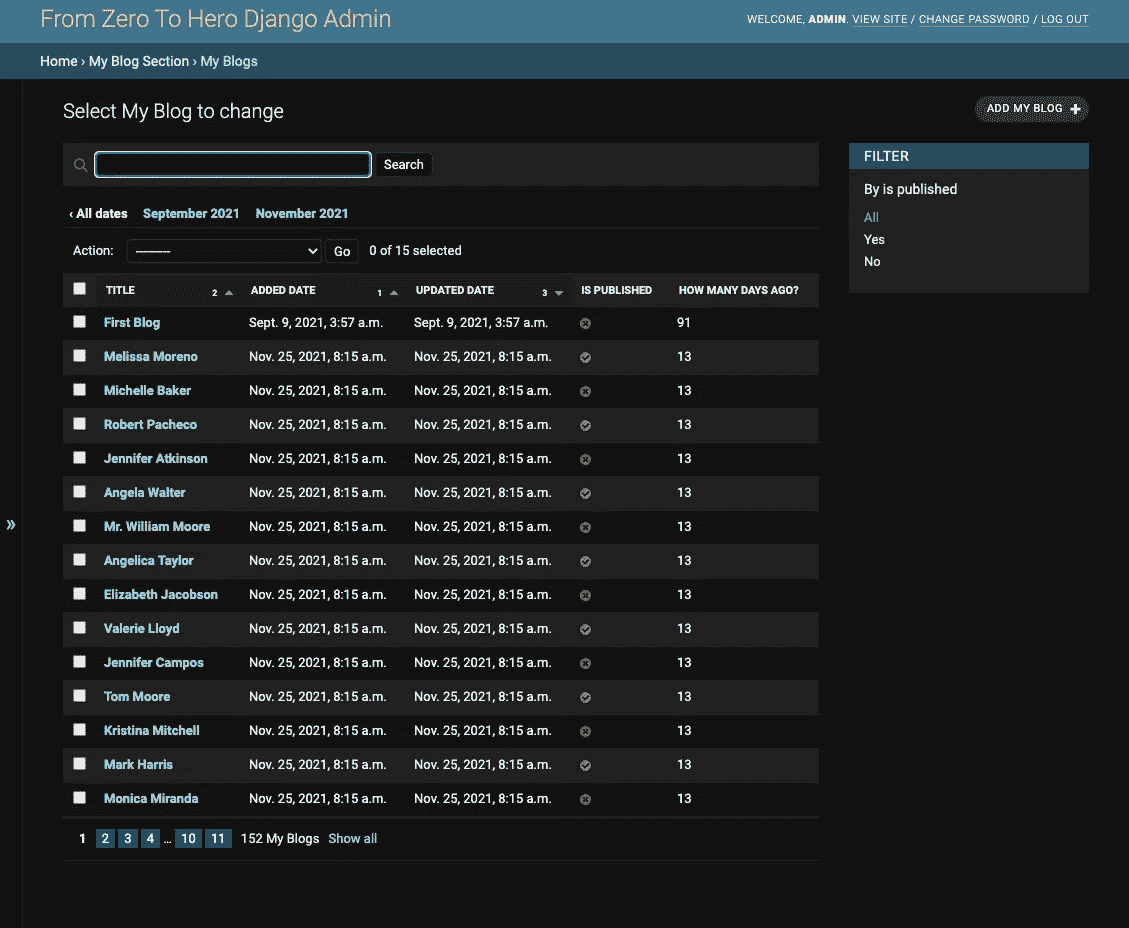 From Zero To Hero Django Admin
WELCOME, ADMIN. VIEW SITE / CHANGE PASSWORD / LOG OUT
Home › My Blog Section › My Blogs
Select My Blog to change
ADD MY BLOG +
Search
FILTER
By is published
All
Yes
No
‹ All dates September 2021 November 2021
Action: --------- Go 0 of 15 selected
TITLE 2 ADDED DATE 1 UPDATED DATE 3 IS PUBLISHED HOW MANY DAYS AGO?
First Blog Sept. 9, 2021, 3:57 a.m. Sept. 9, 2021, 3:57 a.m. 91
Melissa Moreno Nov. 25, 2021, 8:15 a.m. Nov. 25, 2021, 8:15 a.m. 13
Michelle Baker Nov. 25, 2021, 8:15 a.m. Nov. 25, 2021, 8:15 a.m. 13
Robert Pacheco Nov. 25, 2021, 8:15 a.m. Nov. 25, 2021, 8:15 a.m. 13
Jennifer Atkinson Nov. 25, 2021, 8:15 a.m. Nov. 25, 2021, 8:15 a.m. 13
Angela Walter Nov. 25, 2021, 8:15 a.m. Nov. 25, 2021, 8:15 a.m. 13
Mr. William Moore Nov. 25, 2021, 8:15 a.m. Nov. 25, 2021, 8:15 a.m. 13
Angelica Taylor Nov. 25, 2021, 8:15 a.m. Nov. 25, 2021, 8:15 a.m. 13
Elizabeth Jacobson Nov. 25, 2021, 8:15 a.m. Nov. 25, 2021, 8:15 a.m. 13
Valerie Lloyd Nov. 25, 2021, 8:15 a.m. Nov. 25, 2021, 8:15 a.m. 13
Jennifer Campos Nov. 25, 2021, 8:15 a.m. Nov. 25, 2021, 8:15 a.m. 13
Tom Moore Nov. 25, 2021, 8:15 a.m. Nov. 25, 2021, 8:15 a.m. 13
Kristina Mitchell Nov. 25, 2021, 8:15 a.m. Nov. 25, 2021, 8:15 a.m. 13
Mark Harris Nov. 25, 2021, 8:15 a.m. Nov. 25, 2021, 8:15 a.m. 13
Monica Miranda Nov. 25, 2021, 8:15 a.m. Nov. 25, 2021, 8:15 a.m. 13
»
1 2 3 4 … 10 11 152 My Blogs Show all